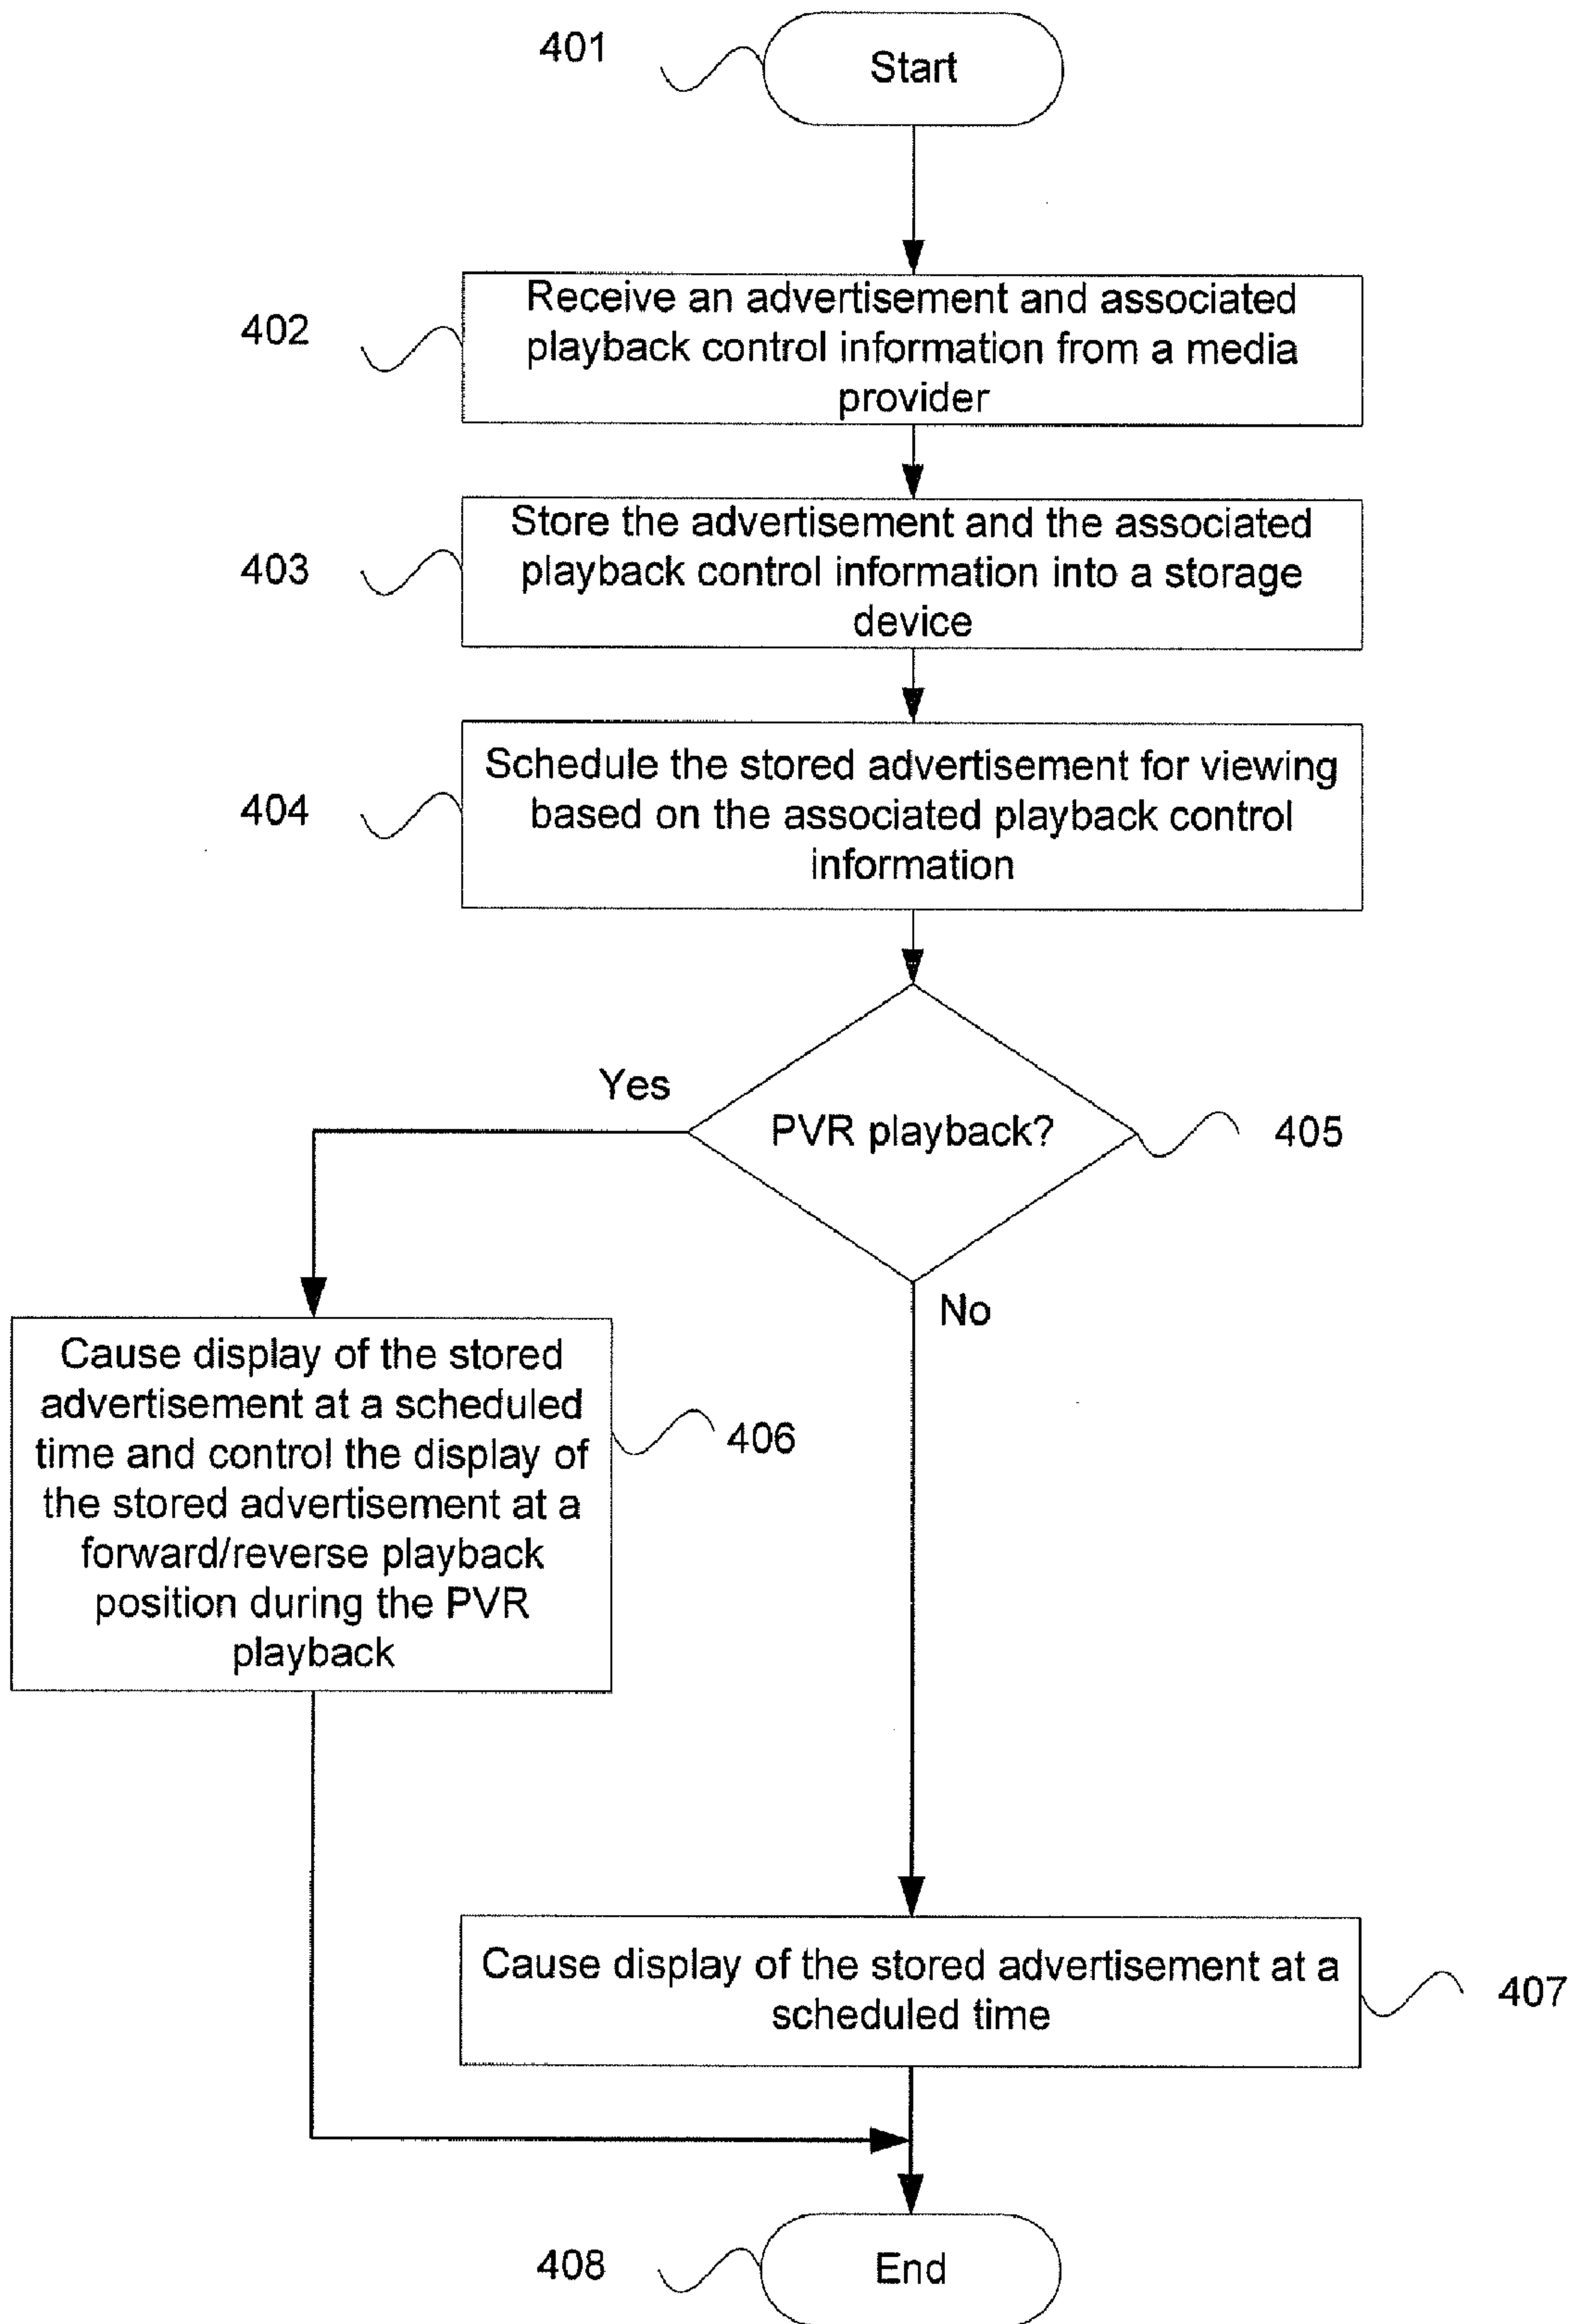 401
Start
402
Receive an advertisement and associated
playback control information from a media
provider
403
Store the advertisement and the associated
playback control information into a storage
device
404
Schedule the stored advertisement for viewing
based on the associated playback control
information
Yes
PVR playback?
405
No
Cause display of the stored
advertisement at a scheduled
time and control the display of
the stored advertisement at a
forward/reverse playback
position during the PVR
playback
406
Cause display of the stored advertisement at a
scheduled time
407
408
End